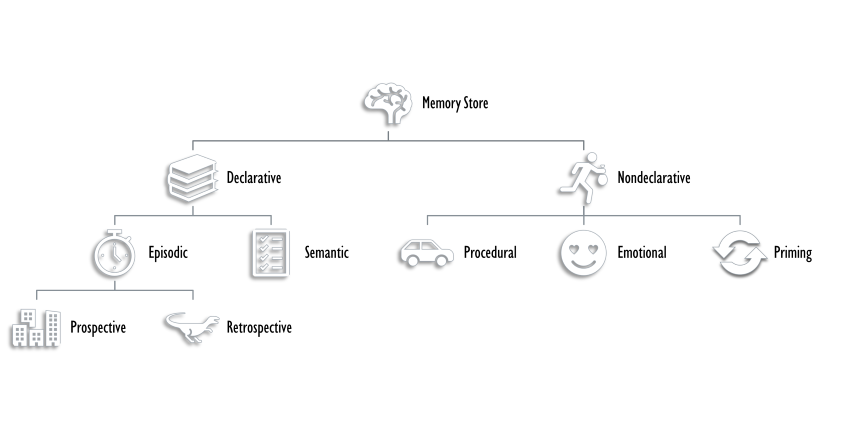 Memory Store
Declarative
Nondeclarative
Episodic
Semantic
Procedural
Emotional
Priming
Prospective
Retrospective